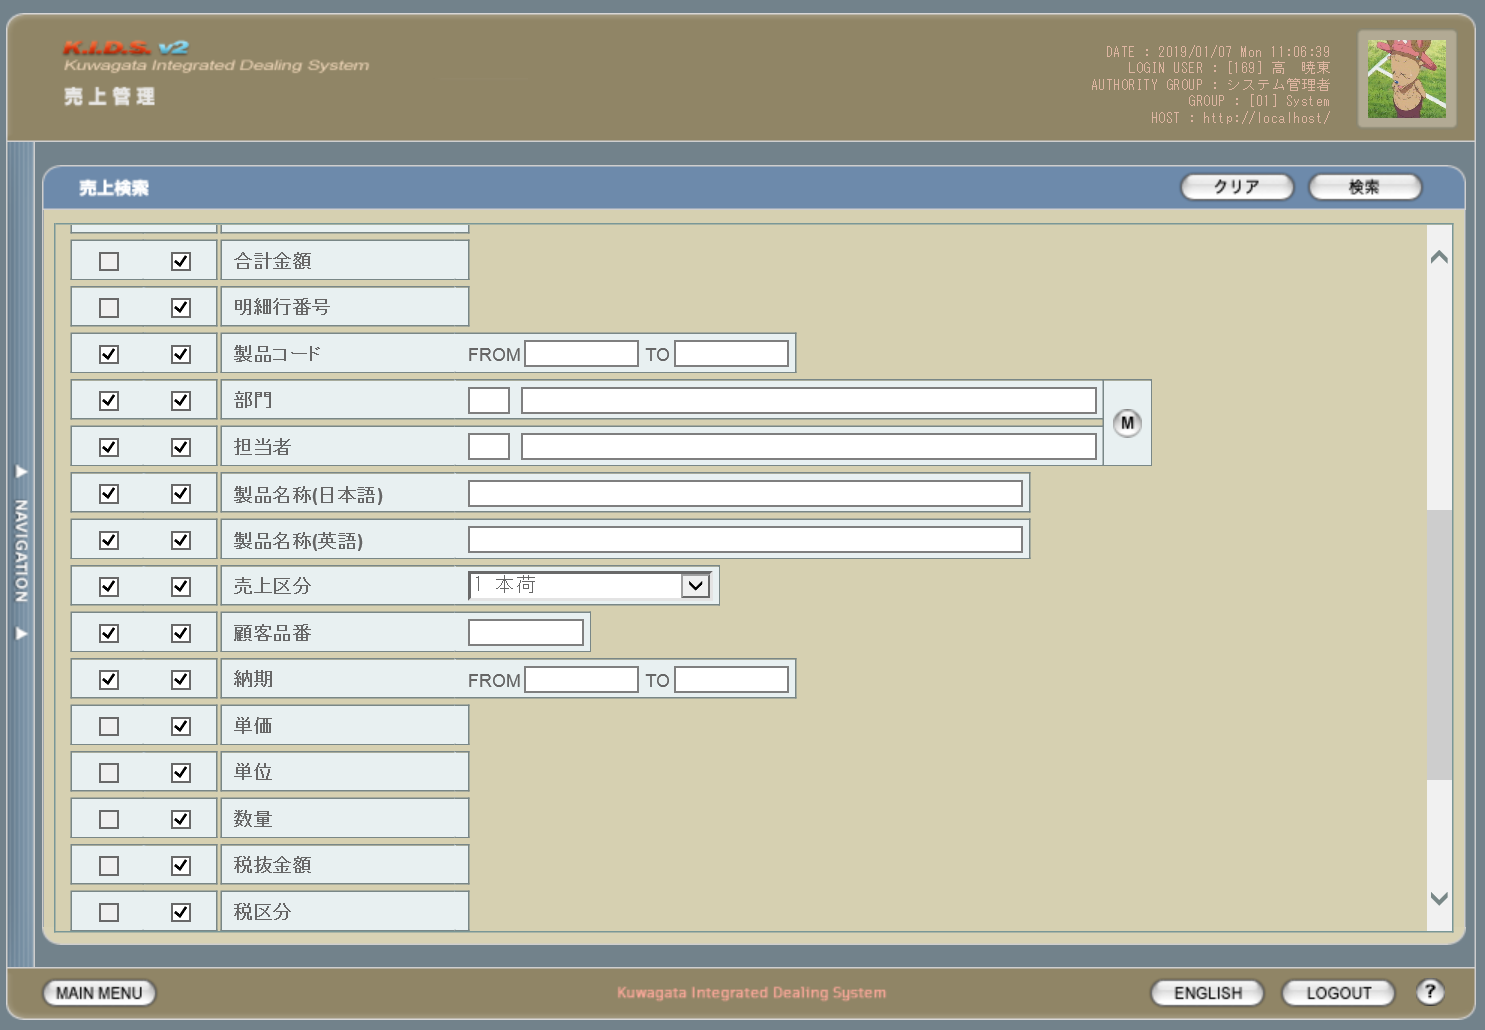 K.I.D.S. v2
Kuwagata Integrated Dealing System
売上管理
DATE : 2019/01/07 Mon 11:06:39
LOGIN USER : [169] 高　暁東
AUTHORITY GROUP : システム管理者
GROUP : [01] System
HOST : http://localhost/
売上検索
クリア
検索
合計金額
明細行番号
製品コード FROM TO
部門
M
担当者
製品名称(日本語)
製品名称(英語)
売上区分 1 本荷
顧客品番
納期 FROM TO
単価
単位
数量
税抜金額
税区分
NAVIGATION
MAIN MENU
Kuwagata Integrated Dealing System
ENGLISH
LOGOUT
?